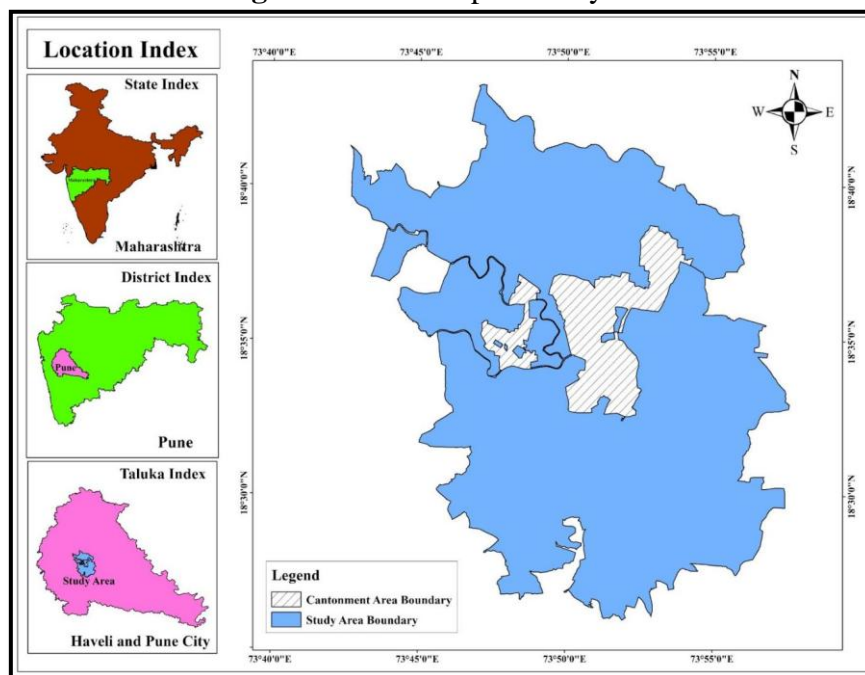 Location Index
State Index
Maharashtra
Maharashtra
District Index
Pune
Pune
Taluka Index
Study Area
Haveli and Pune City
73°40'0"E
73°45'0"E
73°50'0"E
73°55'0"E
N
W
E
S
18°40'0"N
18°40'0"N
18°35'0"N
18°35'0"N
18°30'0"N
18°30'0"N
Legend
Cantonment Area Boundary
Study Area Boundary
73°40'0"E
73°45'0"E
73°50'0"E
73°55'0"E